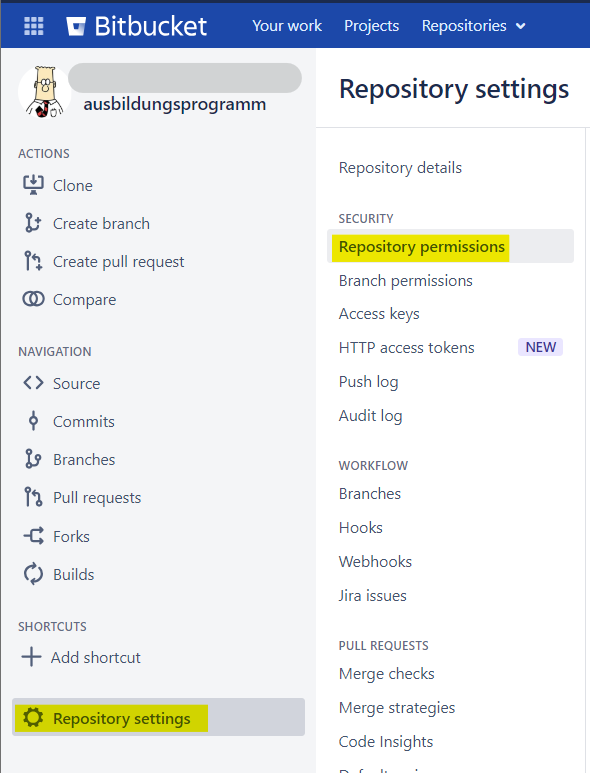 Bitbucket
Your work
Projects
Repositories
ausbildungsprogramm
ACTIONS
Clone
Create branch
Create pull request
Compare
NAVIGATION
Source
Commits
Branches
Pull requests
Forks
Builds
SHORTCUTS
Add shortcut
Repository settings
Repository settings
Repository details
SECURITY
Repository permissions
Branch permissions
Access keys
HTTP access tokens NEW
Push log
Audit log
WORKFLOW
Branches
Hooks
Webhooks
Jira issues
PULL REQUESTS
Merge checks
Merge strategies
Code Insights